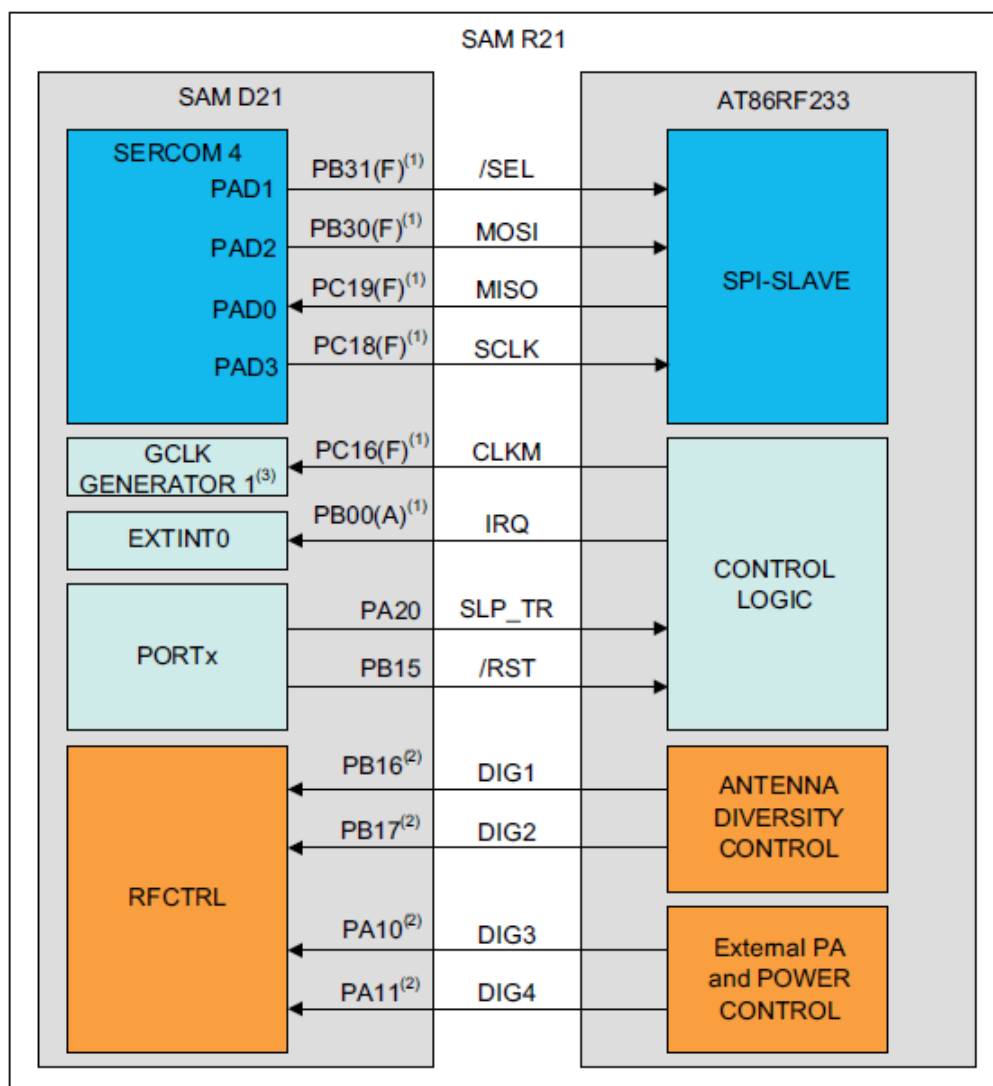 SAM R21
SAM D21
AT86RF233
SERCOM 4
PAD1
PB31(F)(1)
/SEL
PAD2
PB30(F)(1)
MOSI
PAD0
PC19(F)(1)
MISO
PAD3
PC18(F)(1)
SCLK
SPI-SLAVE
GCLK
GENERATOR 1(3)
PC16(F)(1)
CLKM
EXTINT0
PB00(A)(1)
IRQ
PORTx
PA20
SLP_TR
PB15
/RST
CONTROL
LOGIC
RFCTRL
PB16(2)
DIG1
PB17(2)
DIG2
ANTENNA
DIVERSITY
CONTROL
PA10(2)
DIG3
PA11(2)
DIG4
External PA
and POWER
CONTROL